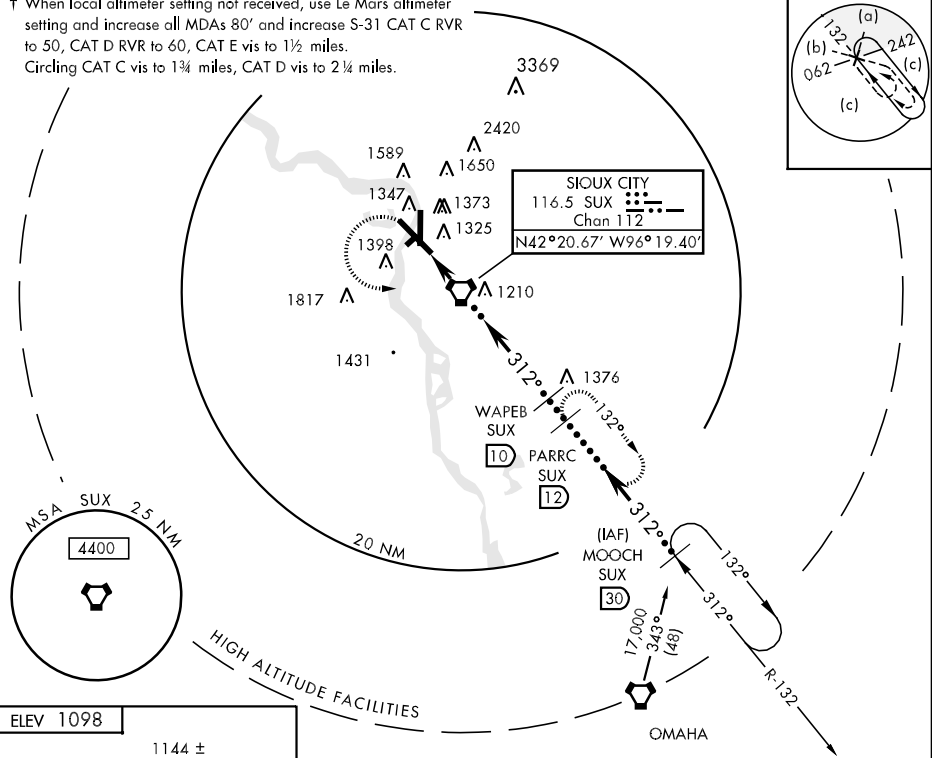 † When local altimeter setting not received, use Le Mars altimeter
setting and increase all MDAs 80’ and increase S-31 CAT C RVR
to 50, CAT D RVR to 60, CAT E vis to 1½ miles.
Circling CAT C vis to 1¾ miles, CAT D vis to 2¼ miles.
(a)
132
(b)
242
(c)
062
(c)
3369
2420
1589
1650
1347
1373
1325
1398
SIOUX CITY
116.5 SUX
Chan 112
N42°20.67’ W96°19.40’
1817
1210
1431
312°
1376
132°
WAPEB
SUX
10
PARRC
SUX
12
MSA SUX 25 NM
4400
20 NM
312°
(IAF)
MOOCH
SUX
30
132°
312°
17,000
343°
(48)
R-132
HIGH ALTITUDE FACILITIES
OMAHA
ELEV 1098
1144 ±